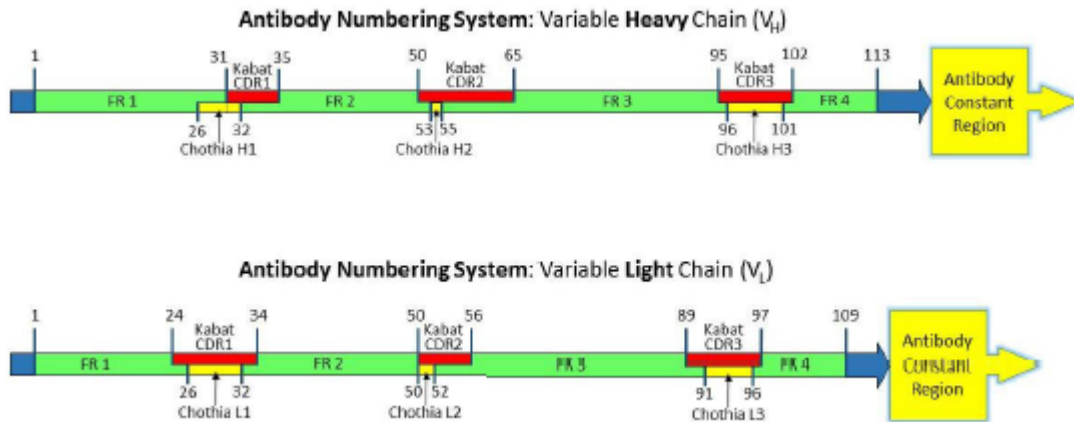 Antibody Numbering System: Variable Heavy Chain (VH)
1 31 35 50 65 95 102 113
Kabat CDR1
Kabat CDR2
Kabat CDR3
FR 1 FR 2 FR 3 FR 4
26 32 53 55 96 101
Chothia H1 Chothia H2 Chothia H3
Antibody
Constant
Region
Antibody Numbering System: Variable Light Chain (VL)
1 24 34 50 56 89 97 109
Kabat CDR1
Kabat CDR2
Kabat CDR3
FR 1 FR 2 FR 3 FR 4
26 32 50 52 91 96
Chothia L1 Chothia L2 Chothia L3
Antibody
Constant
Region